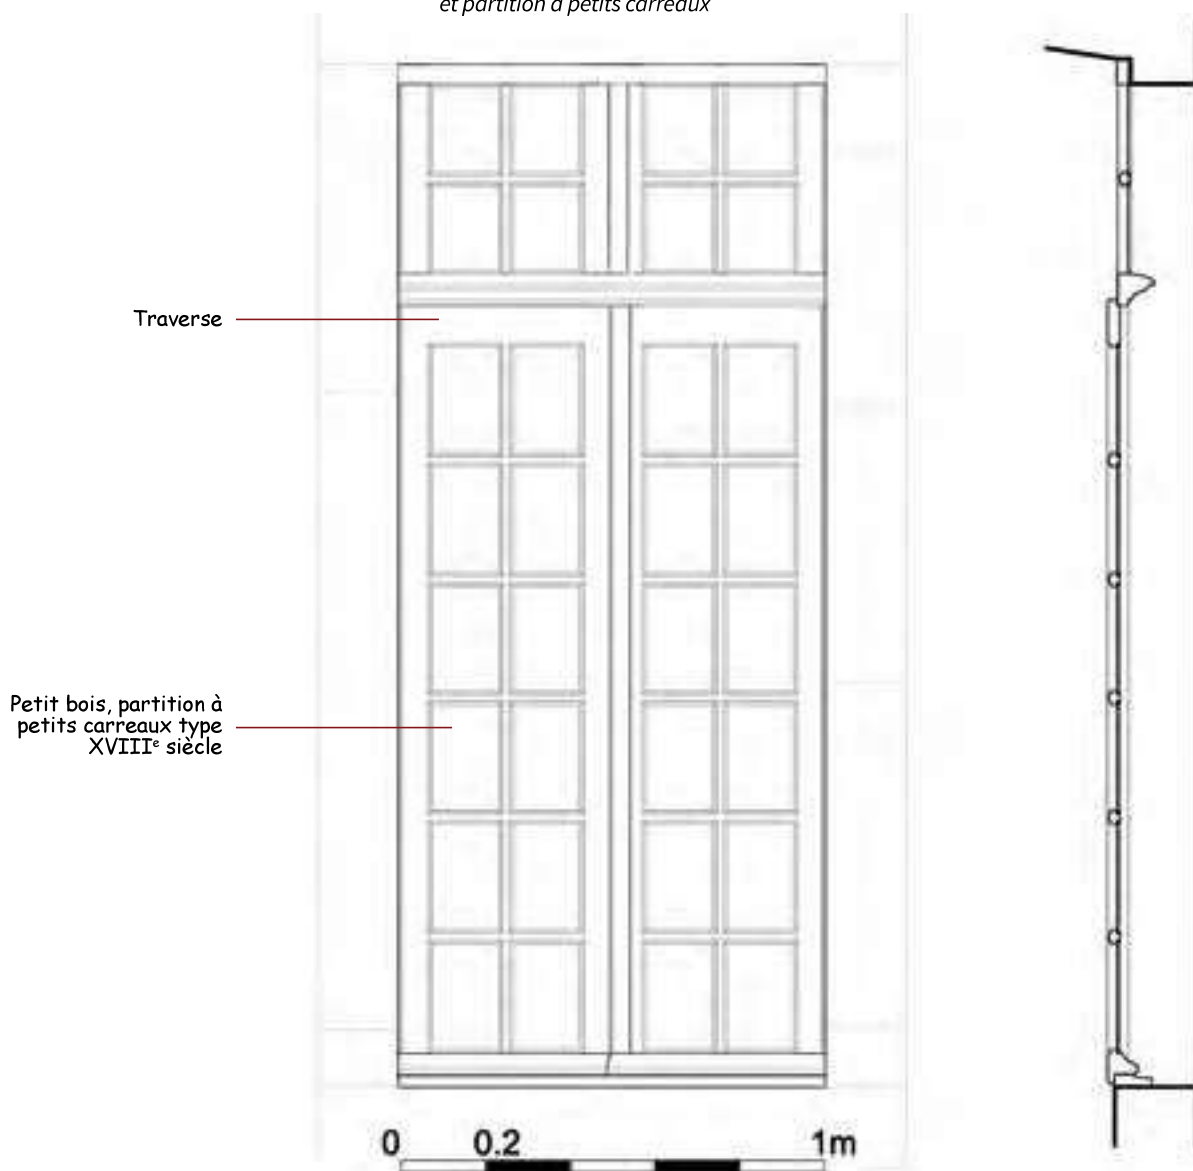 et partition à petits carreaux
Traverse
Petit bois, partition à
petits carreaux type
XVIIIe siècle
0 0.2 1m